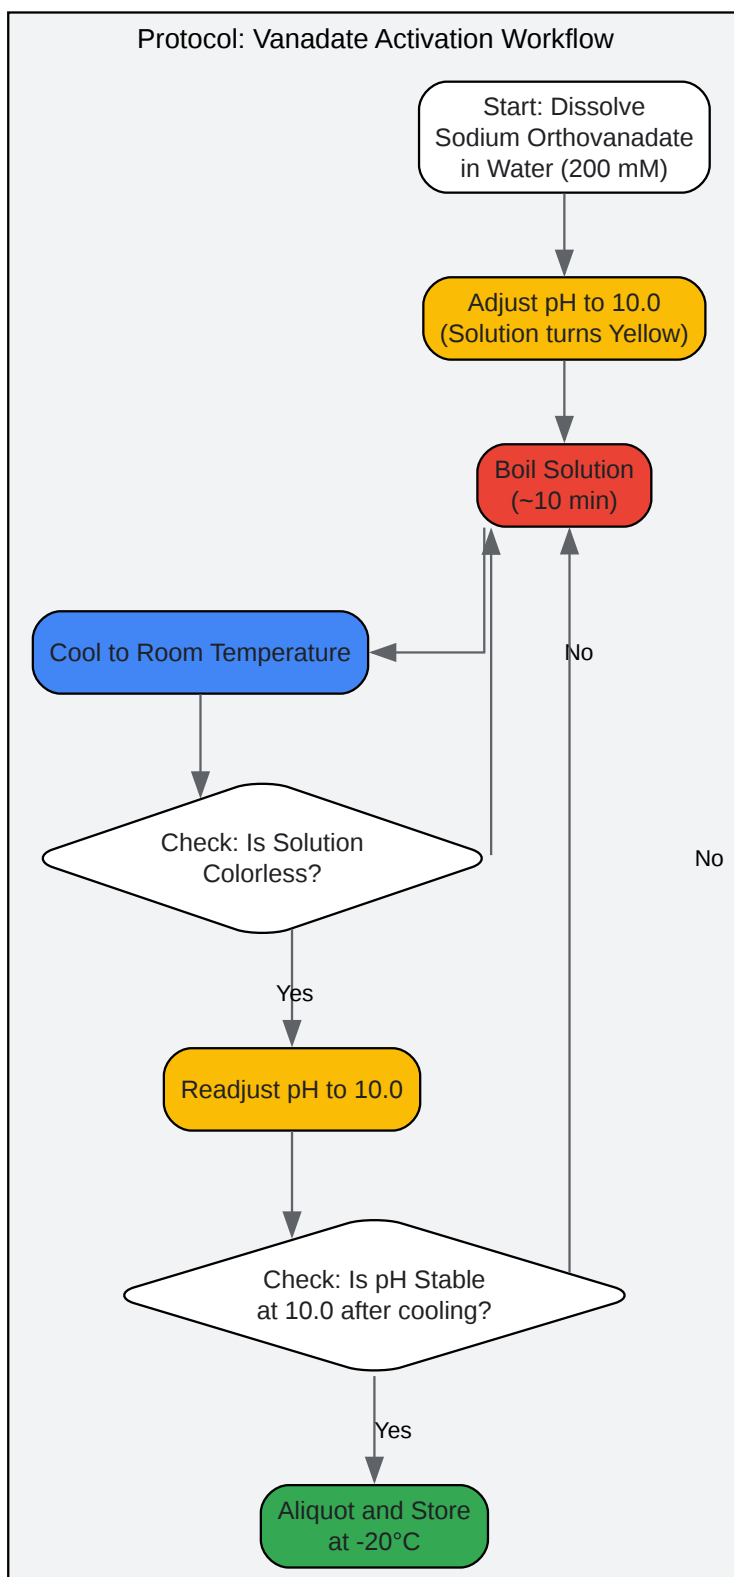 Protocol: Vanadate Activation Workflow
Start: Dissolve
Sodium Orthovanadate
in Water (200 mM)
Adjust pH to 10.0
(Solution turns Yellow)
Boil Solution
(~10 min)
Cool to Room Temperature
No
Check: Is Solution
Colorless?
No
Yes
Readjust pH to 10.0
Check: Is pH Stable
at 10.0 after cooling?
Yes
Aliquot and Store
at -20°C